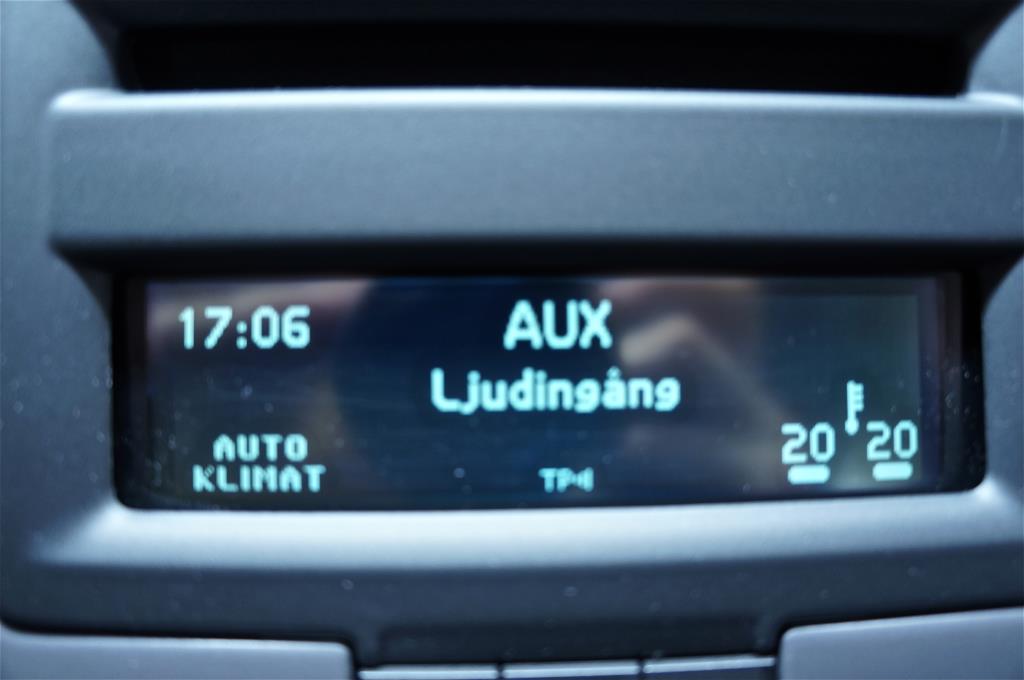 17:06
AUX
Ljudingång
AUTO
KLIMAT
TP
20 20